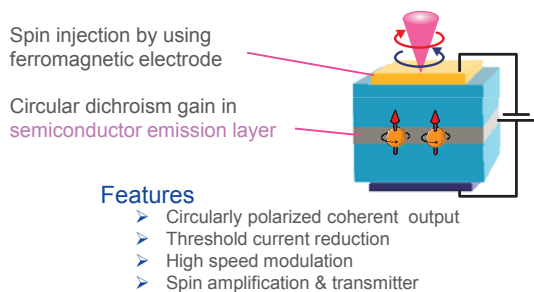 Spin injection by using
ferromagnetic electrode
Circular dichroism gain in
semiconductor emission layer
Features
➢ Circularly polarized coherent output
➢ Threshold current reduction
➢ High speed modulation
➢ Spin amplification & transmitter